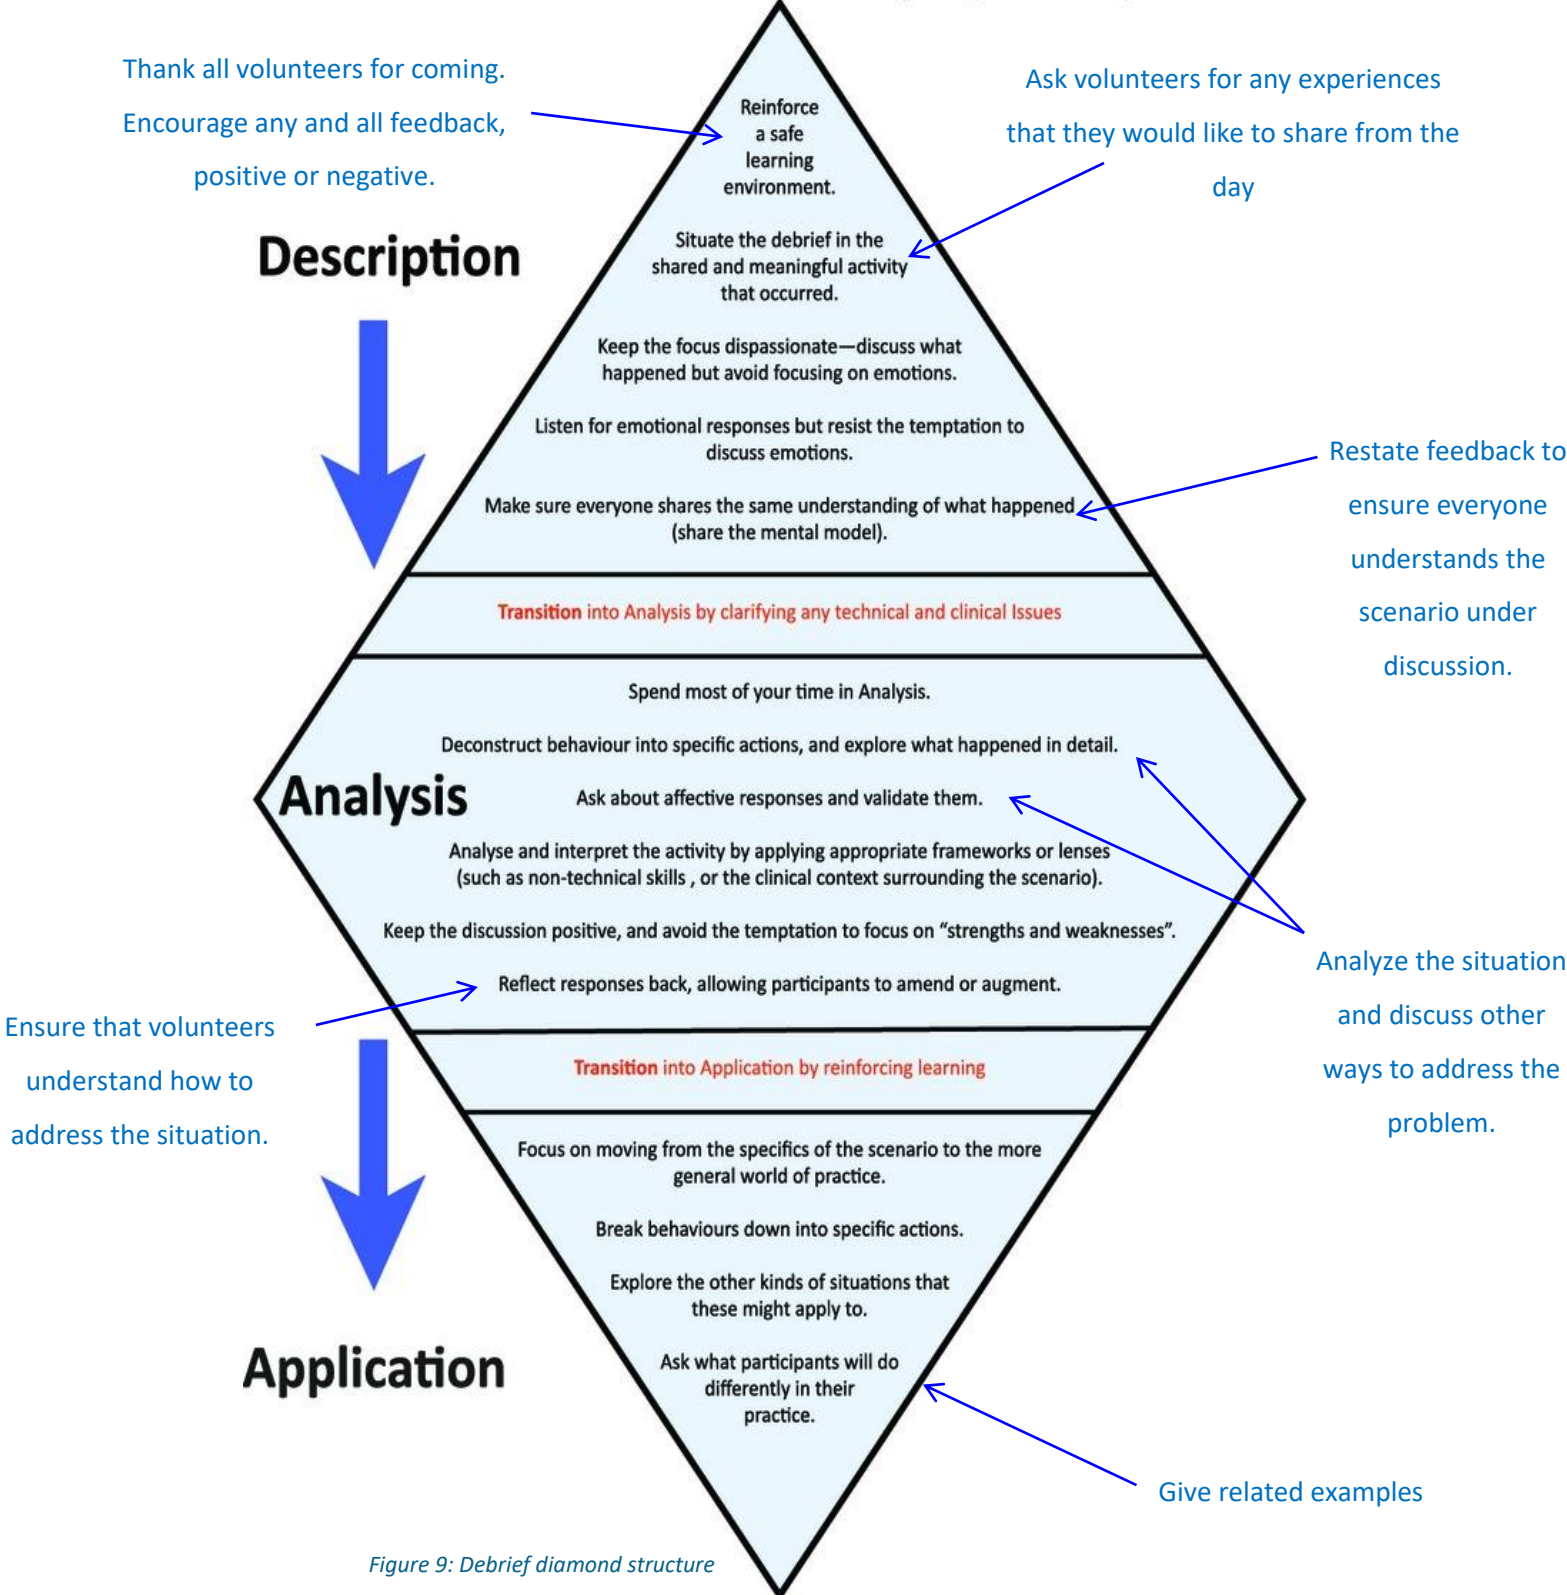 Thank all volunteers for coming.
Encourage any and all feedback,
positive or negative.
Ask volunteers for any experiences
that they would like to share from the
day
Reinforce
a safe
learning
environment.
Description
Situate the debrief in the
shared and meaningful activity
that occurred.
Keep the focus dispassionate—discuss what
happened but avoid focusing on emotions.
Listen for emotional responses but resist the temptation to
discuss emotions.
Make sure everyone shares the same understanding of what happened
(share the mental model).
Restate feedback to
ensure everyone
understands the
scenario under
discussion.
Transition into Analysis by clarifying any technical and clinical Issues
Spend most of your time in Analysis.
Deconstruct behaviour into specific actions, and explore what happened in detail.
Analysis
Ask about affective responses and validate them.
Analyse and interpret the activity by applying appropriate frameworks or lenses
(such as non-technical skills , or the clinical context surrounding the scenario).
Keep the discussion positive, and avoid the temptation to focus on “strengths and weaknesses”.
Reflect responses back, allowing participants to amend or augment.
Analyze the situation
and discuss other
ways to address the
problem.
Ensure that volunteers
understand how to
address the situation.
Transition into Application by reinforcing learning
Focus on moving from the specifics of the scenario to the more
general world of practice.
Break behaviours down into specific actions.
Explore the other kinds of situations that
these might apply to.
Application
Ask what participants will do
differently in their
practice.
Give related examples
Figure 9: Debrief diamond structure